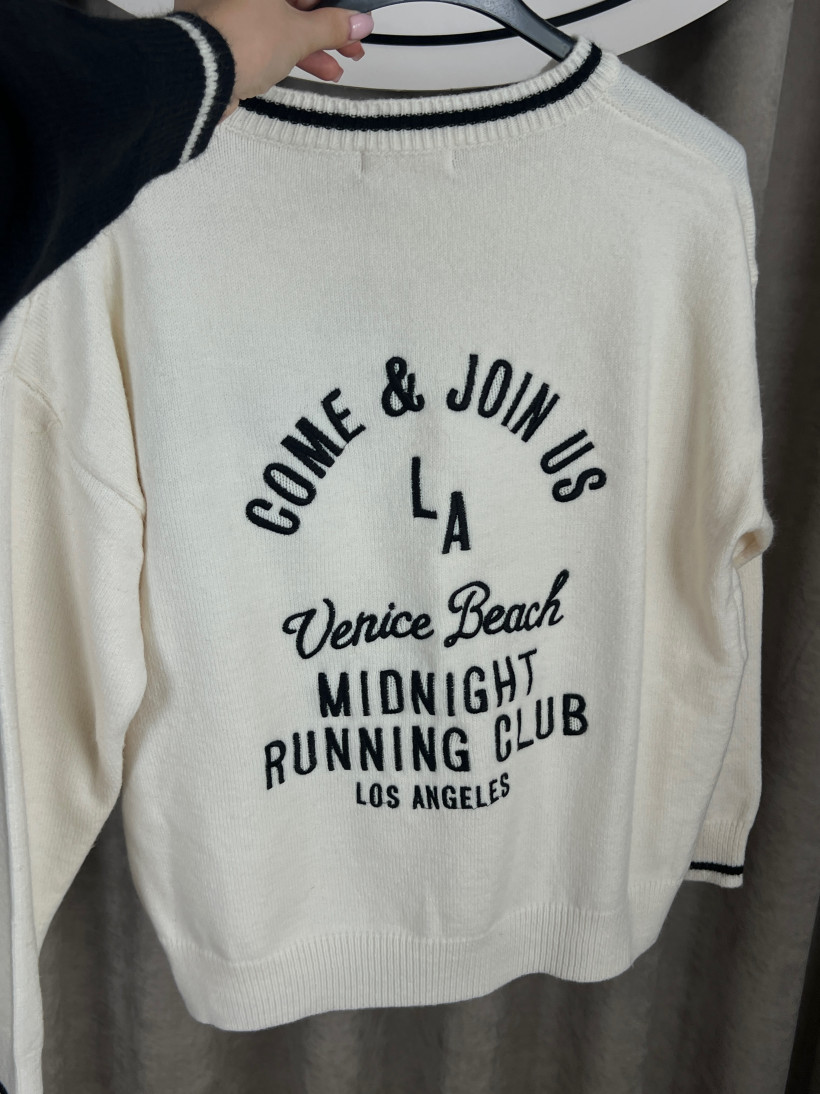 COME & JOIN US
LA
Venice Beach
MIDNIGHT
RUNNING CLUB
LOS ANGELES